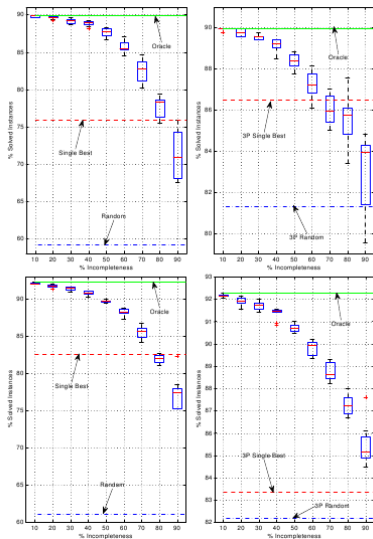 90
85
80
75
70
65
60
% Solved Instances
Oracle
Single Best
Random
10 20 30 40 50 60 70 80 90
% Incompleteness
90
88
86
84
82
80
% Solved Instances
Oracle
3P Single Best
3P Random
10 20 30 40 50 60 70 80 90
% Incompleteness
90
85
80
75
70
65
60
% Solved Instances
Oracle
Single Best
Random
10 20 30 40 50 60 70 80 90
% Incompleteness
93
92
91
90
89
88
87
86
85
84
83
82
% Solved Instances
Oracle
3P Single Best
3P Random
10 20 30 40 50 60 70 80 90
% Incompleteness